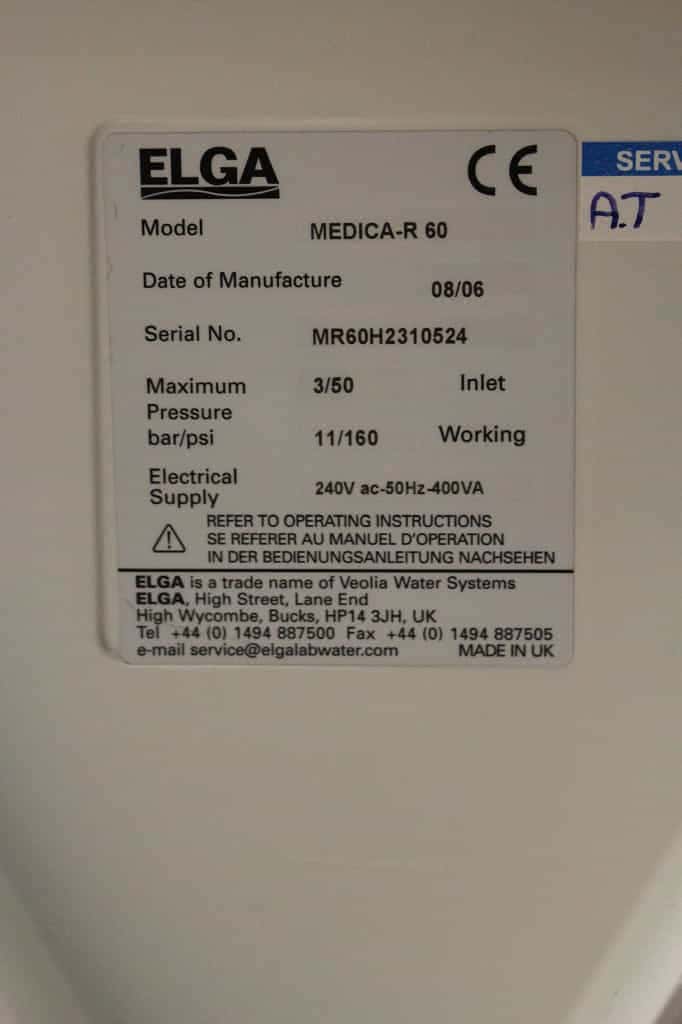 ELGA CE
SERV
A.T
Model MEDICA-R 60
Date of Manufacture 08/06
Serial No. MR60H2310524
Maximum 3/50 Inlet
Pressure
bar/psi 11/160 Working
Electrical
Supply 240V ac-50Hz-400VA
REFER TO OPERATING INSTRUCTIONS
SE REFERER AU MANUEL D'OPERATION
IN DER BEDIENUNGSANLEITUNG NACHSEHEN
ELGA is a trade name of Veolia Water Systems
ELGA, High Street, Lane End
High Wycombe, Bucks, HP14 3JH, UK
Tel +44 (0) 1494 887500 Fax +44 (0) 1494 887505
e-mail service@elgalabwater.com MADE IN UK